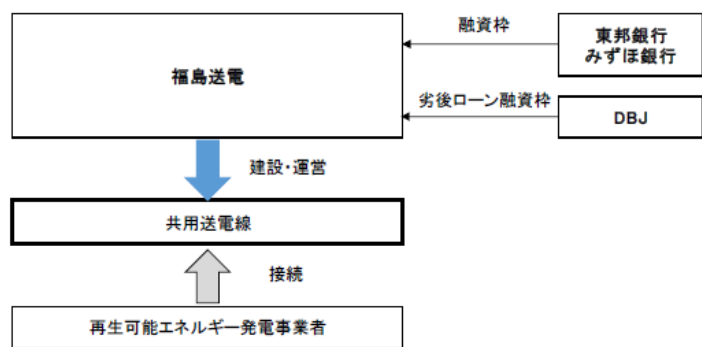 融資枠
東邦銀行
みずほ銀行
福島送電
劣後ローン融資枠
DBJ
建設・運営
共用送電線
接続
再生可能エネルギー発電事業者